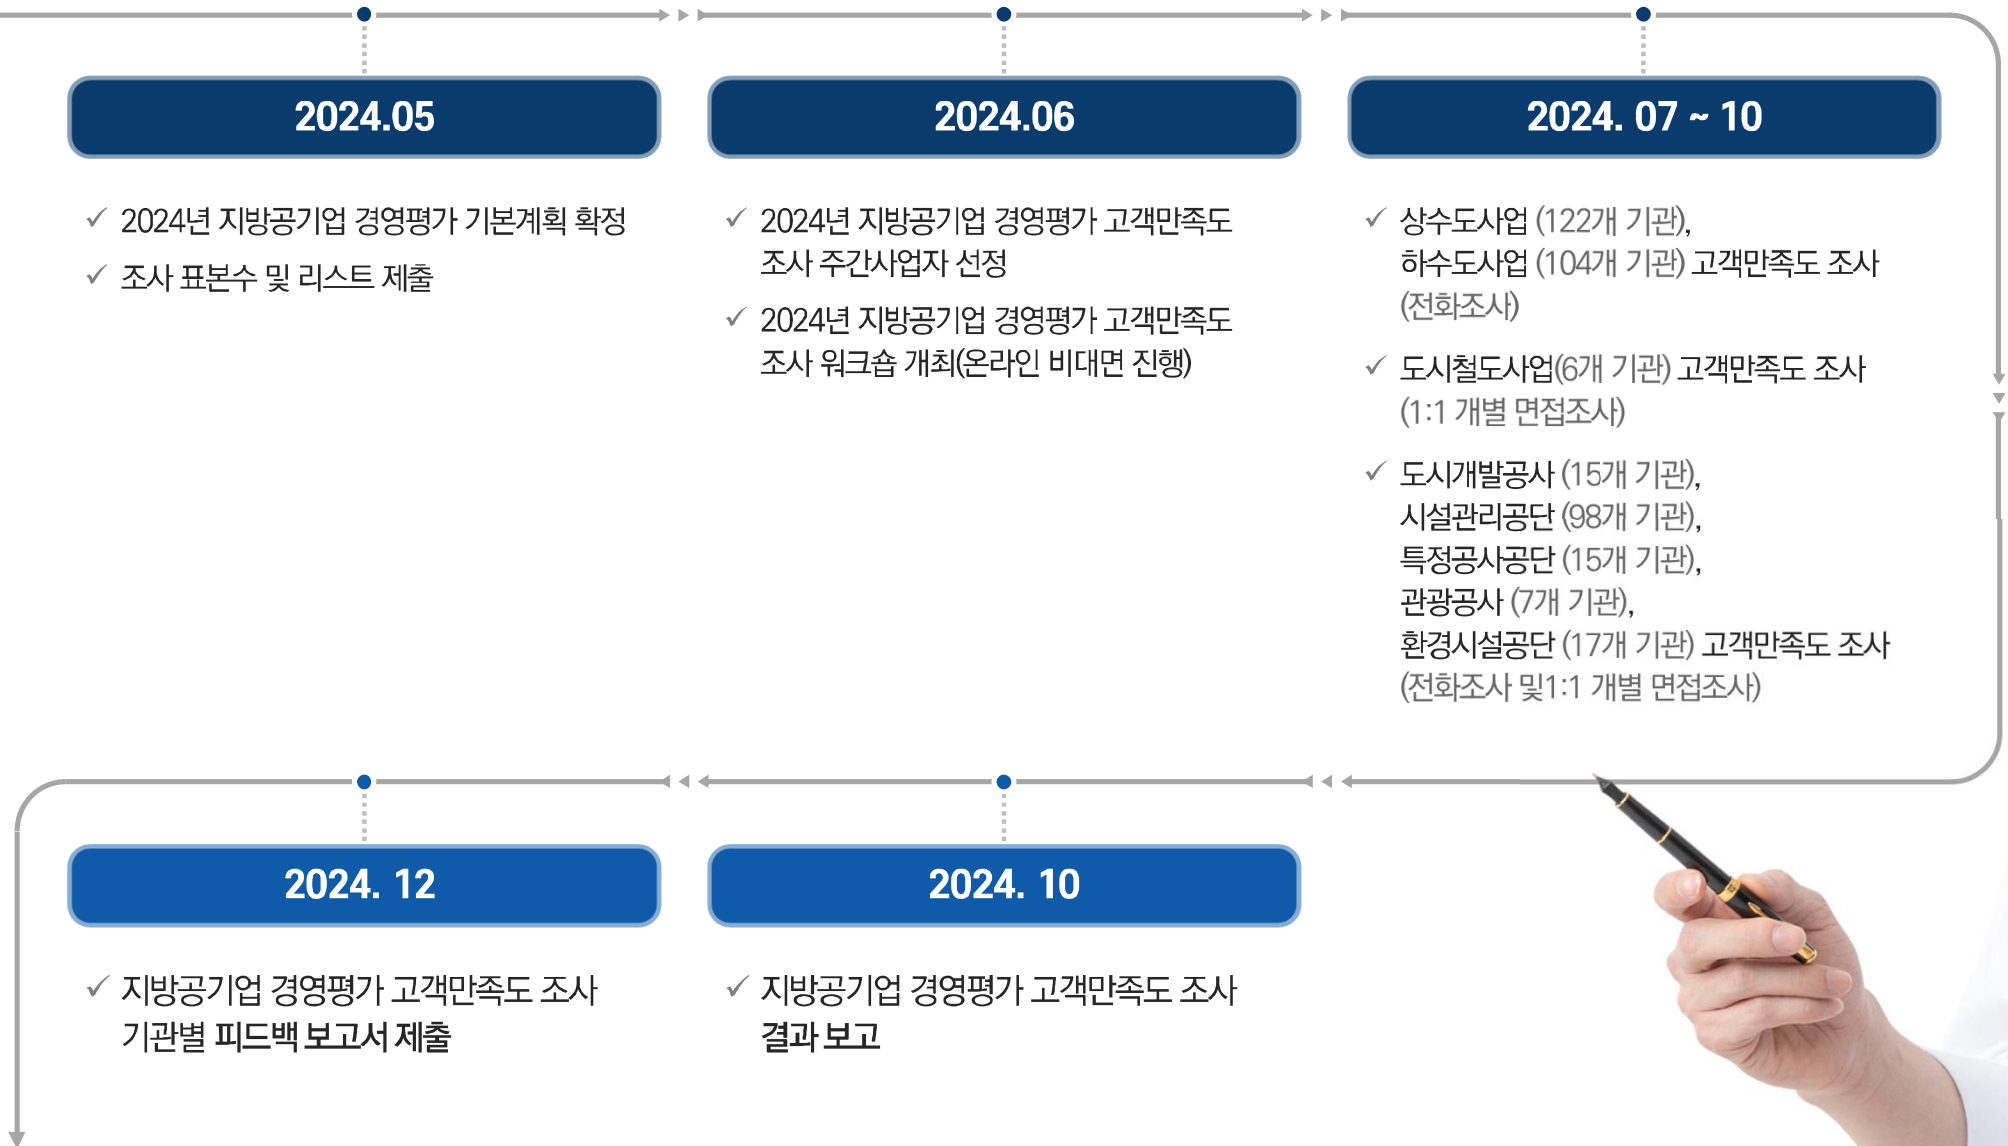 2024.05
2024년 지방공기업 경영평가 기본계획 확정
조사 표본수 및 리스트 제출
2024.06
2024년 지방공기업 경영평가 고객만족도
조사 주간사업자 선정
2024년 지방공기업 경영평가 고객만족도
조사 워크숍 개최(온라인 비대면 진행)
2024. 07 ~ 10
상수도사업 (122개 기관),
하수도사업 (104개 기관) 고객만족도 조사
(전화조사)
도시철도사업(6개 기관) 고객만족도 조사
(1:1 개별 면접조사)
도시개발공사 (15개 기관),
시설관리공단 (98개 기관),
특정공사공단 (15개 기관),
관광공사 (7개 기관),
환경시설공단 (17개 기관) 고객만족도 조사
(전화조사 및1:1 개별 면접조사)
2024. 10
지방공기업 경영평가 고객만족도 조사
결과 보고
2024. 12
지방공기업 경영평가 고객만족도 조사
기관별 피드백 보고서 제출